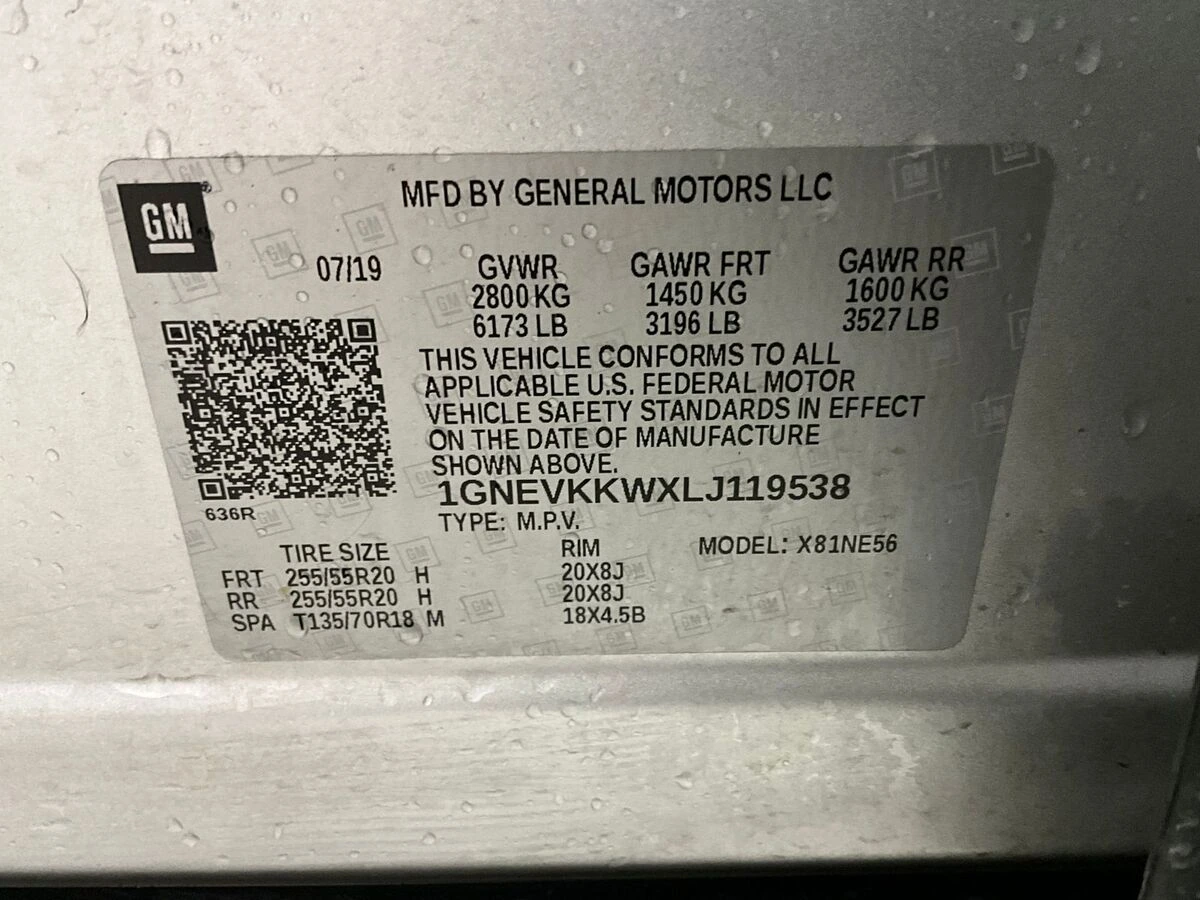 GM
MFD BY GENERAL MOTORS LLC
07/19 GVWR GAWR FRT GAWR RR
2800 KG 1450 KG 1600 KG
6173 LB 3196 LB 3527 LB
THIS VEHICLE CONFORMS TO ALL
APPLICABLE U.S. FEDERAL MOTOR
VEHICLE SAFETY STANDARDS IN EFFECT
ON THE DATE OF MANUFACTURE
SHOWN ABOVE.
1GNEVKKWXLJ119538
636R
TYPE: M.P.V.
TIRE SIZE RIM MODEL: X81NE56
FRT 255/55R20 H 20X8J
RR 255/55R20 H 20X8J
SPA T135/70R18 M 18X4.5B